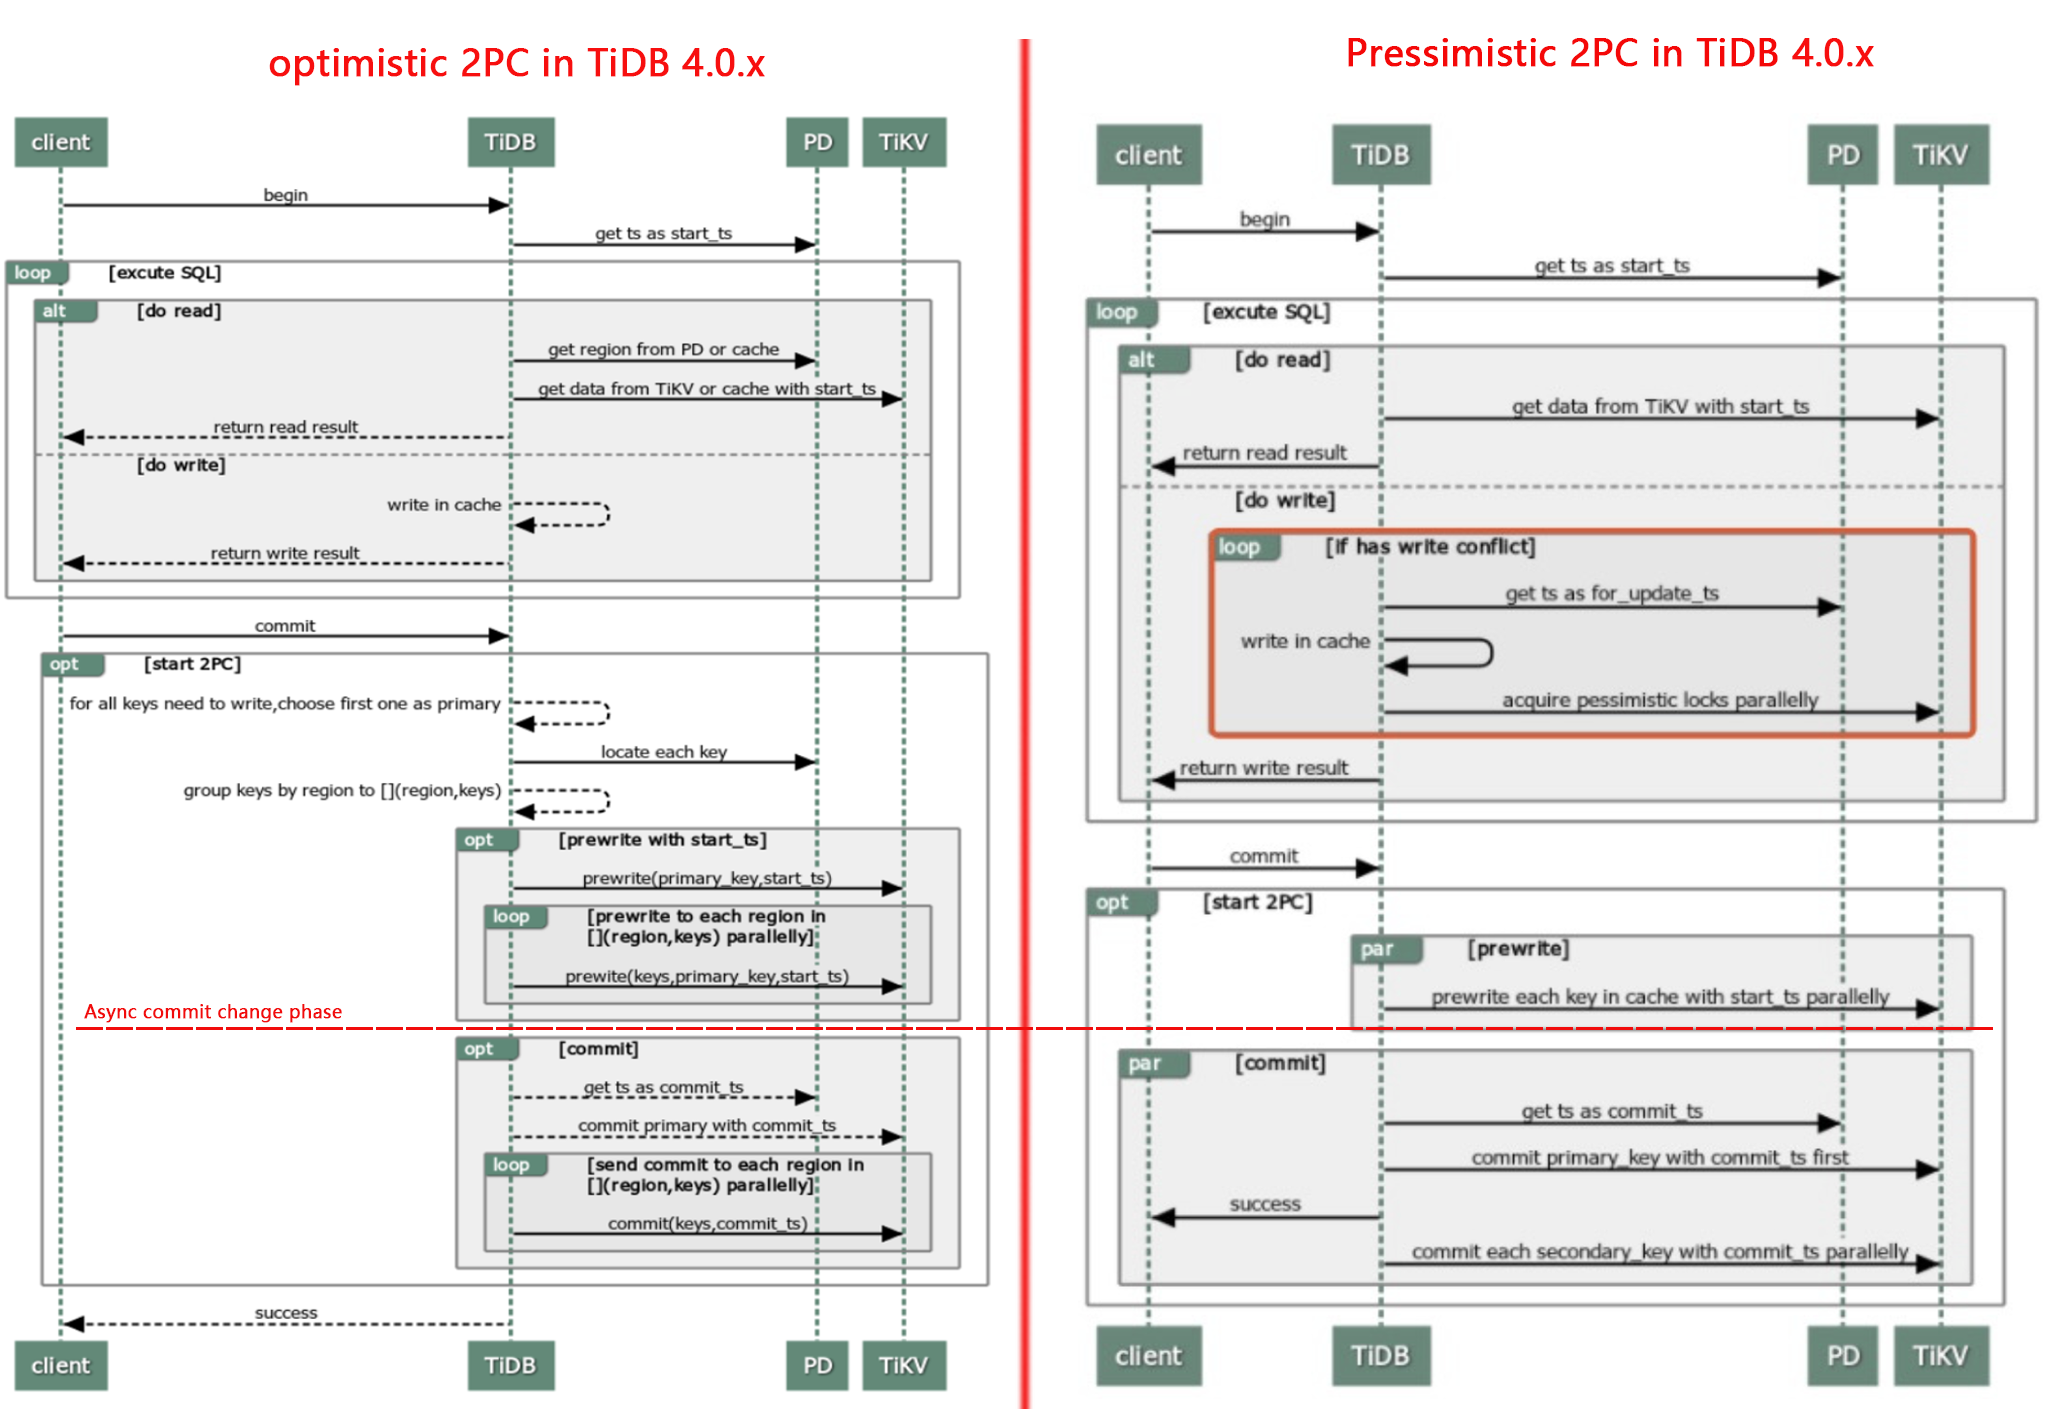 optimistic 2PC in TiDB 4.0.x
client
TiDB
PD
TiKV
begin
get ts as start_ts
loop
[excute SQL]
alt
[do read]
get region from PD or cache
get data from TiKV or cache with start_ts
return read result
[do write]
write in cache
return write result
commit
opt
[start 2PC]
for all keys need to write,choose first one as primary
locate each key
group keys by region to [](region,keys)
opt
[prewrite with start_ts]
prewrite(primary_key,start_ts)
loop
[prewrite to each region in
[](region,keys) parallelly]
prewite(keys,primary_key,start_ts)
Async commit change phase
opt
[commit]
get ts as commit_ts
commit primary with commit_ts
loop
[send commit to each region in
[](region,keys) parallelly]
commit(keys,commit_ts)
success
client
TiDB
PD
TiKV
Pressimistic 2PC in TiDB 4.0.x
client
TiDB
PD
TiKV
begin
get ts as start_ts
loop
[excute SQL]
alt
[do read]
get data from TiKV with start_ts
return read result
[do write]
loop
[if has write conflict]
get ts as for_update_ts
write in cache
acquire pessimistic locks parallelly
return write result
commit
opt
[start 2PC]
par
[prewrite]
prewrite each key in cache with start_ts parallelly
par
[commit]
get ts as commit_ts
commit primary_key with commit_ts first
success
commit each secondary_key with commit_ts parallelly
client
TiDB
PD
TiKV